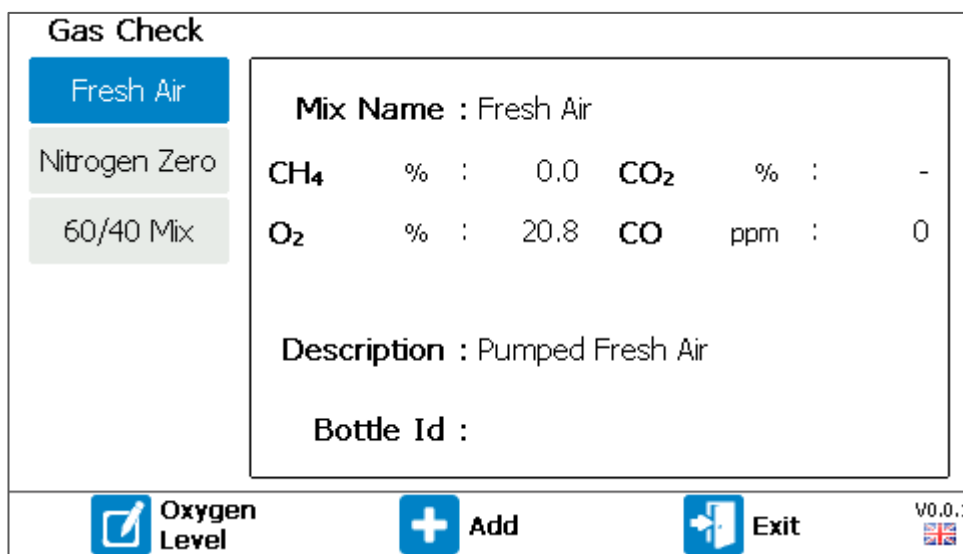 Gas Check
Fresh Air
Nitrogen Zero
60/40 Mix
Mix Name : Fresh Air
CH₄ % : 0.0 CO₂ % : -
O₂ % : 20.8 CO ppm : 0
Description : Pumped Fresh Air
Bottle Id :
Oxygen Level
Add
Exit